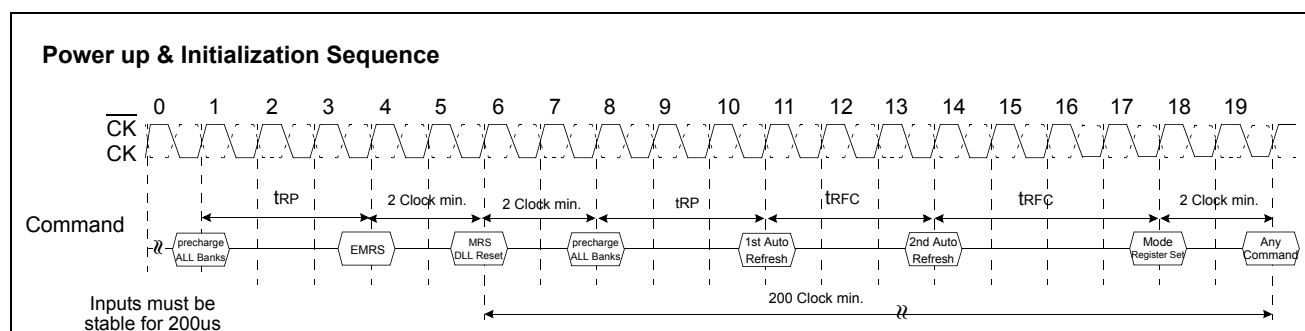 Power up & Initialization Sequence
0 1 2 3 4 5 6 7 8 9 10 11 12 13 14 15 16 17 18 19
CK
CK
tRP 2 Clock min. 2 Clock min. tRP tRFC tRFC 2 Clock min.
Command
precharge
ALL Banks
EMRS
MRS
DLL Reset
precharge
ALL Banks
1st Auto
Refresh
2nd Auto
Refresh
Mode
Register Set
Any
Command
200 Clock min.
Inputs must be
stable for 200us